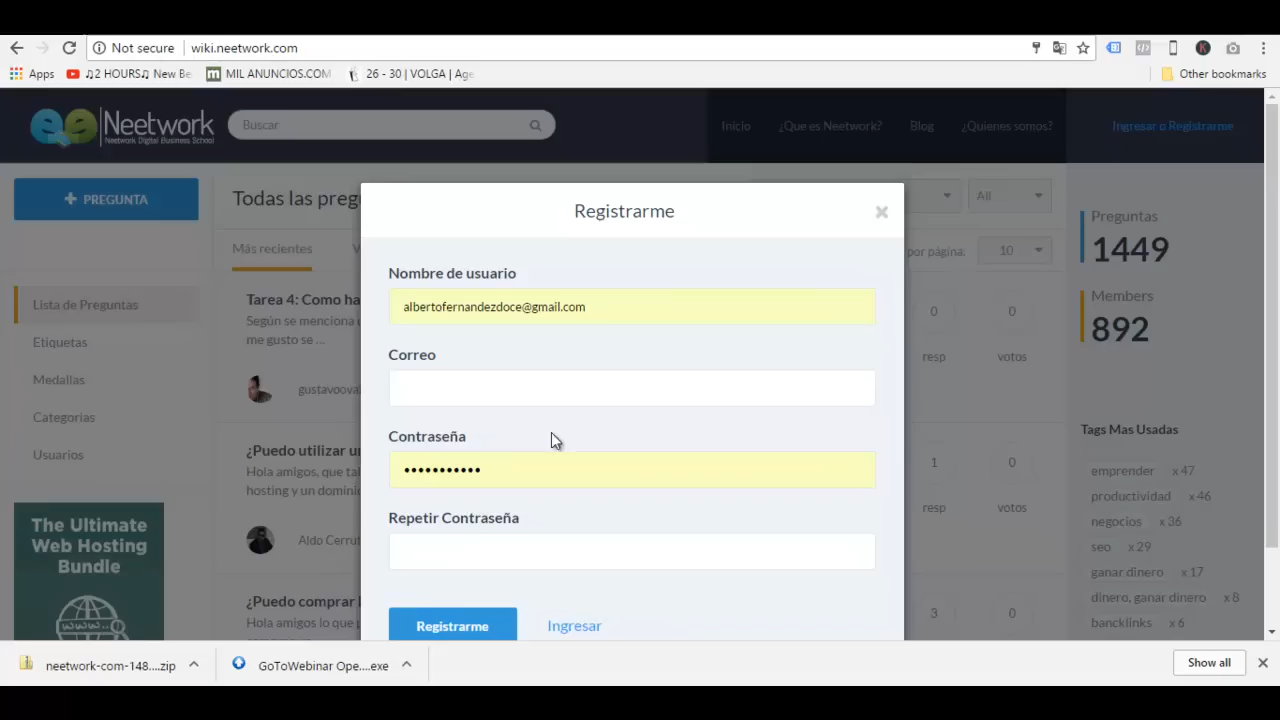 Not secure | wiki.neetwork.com
Apps ♫2 HOURS♫ New Be MIL ANUNCIOS.COM 26 - 30 | VOLGA | Age Other bookmarks
Neetwork
Neetwork Digital Business School
Buscar
Inicio ¿Que es Neetwork? Blog ¿Quienes somos? Ingresar o Registrarme
+ PREGUNTA
Todas las preg
All
Registrarme
Más recientes
por página: 10
Preguntas
1449
Members
892
Lista de Preguntas
Etiquetas
Medallas
Categorias
Usuarios
Tarea 4: Como ha
Según se menciona
me gusto se ...
gustavoova
0 0
resp votos
Nombre de usuario
albertofernandezdoce@gmail.com
Correo
Contraseña
•••••••••••
Repetir Contraseña
Registrarme Ingresar
¿Puedo utilizar u
Hola amigos, que tal
hosting y un dominic
Aldo Cerrut
1 0
resp votos
¿Puedo comprar
Hola amigos lo que
3 0
Tags Mas Usadas
emprender x 47
productividad x 46
negocios x 36
seo x 29
ganar dinero x 17
dinero, ganar dinero x 8
bancklinks x 6
The Ultimate
Web Hosting
Bundle
www...
neetwork-com-148....zip GoToWebinar Ope....exe Show all